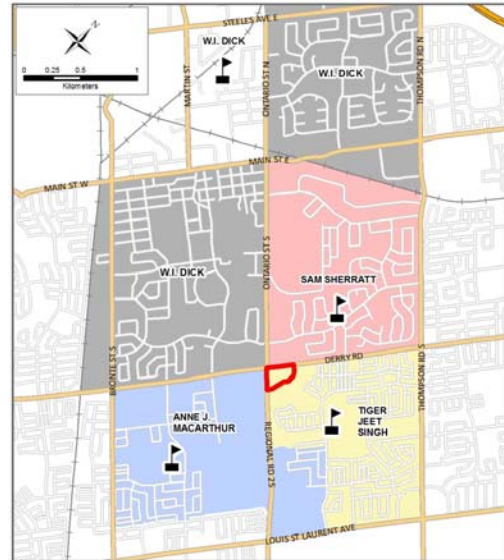 STEELES AVE E
N
0 0.25 0.5 1
Kilometers
W.I. DICK
MARTIN ST
ONTARIO ST N
W.I. DICK
THOMPSON RD N
MAIN ST E
MAIN ST W
W.I. DICK
ONTARIO ST S
SAM SHERRATT
BRONTE ST S
DERRY RD
THOMPSON RD S
ANNE J.
MACARTHUR
REGIONAL RD 25
TIGER
JEET
SINGH
LOUIS ST LAURENT AVE